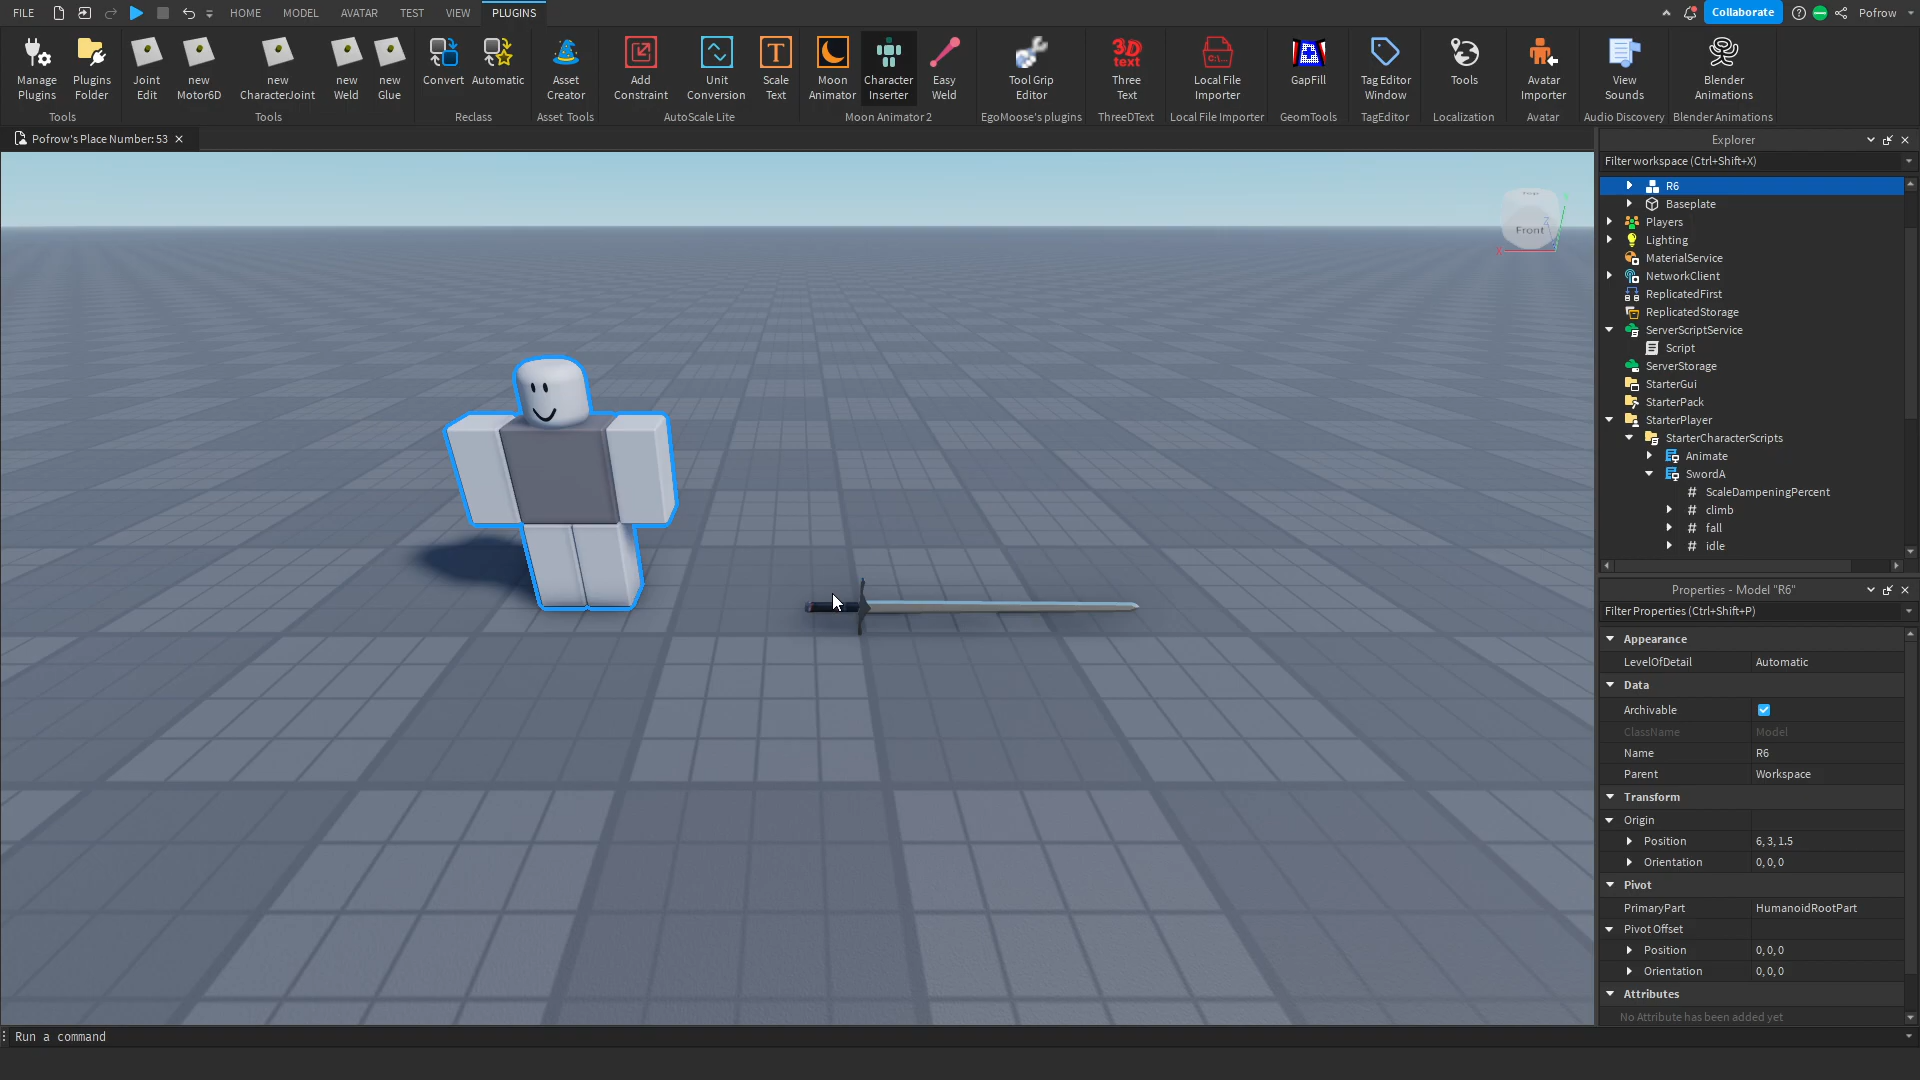 FILE HOME MODEL AVATAR TEST VIEW PLUGINS Collaborate Pofrow
Manage Plugins
Plugins Folder
Joint Edit
new Motor6D
new CharacterJoint
new Weld
new Glue
Convert
Automatic
Asset Creator
Add Constraint
Unit Conversion
Scale Text
Moon Animator
Character Inserter
Easy Weld
Tool Grip Editor
3D text
Three Text
C:\...
Local File Importer
GapFill
Tag Editor Window
Tools
Avatar Importer
View Sounds
Blender Animations
Tools Tools Reclass Asset Tools AutoScale Lite Moon Animator 2 EgoMoose's plugins ThreeDText Local File Importer GeomTools TagEditor Localization Avatar Audio Discovery Blender Animations
Pofrow's Place Number: 53
Front
Explorer
Filter workspace (Ctrl+Shift+X)
R6
Baseplate
Players
Lighting
MaterialService
NetworkClient
ReplicatedFirst
ReplicatedStorage
ServerScriptService
Script
ServerStorage
StarterGui
StarterPack
StarterPlayer
StarterCharacterScripts
Animate
SwordA
# ScaleDampeningPercent
# climb
# fall
# idle
Properties - Model "R6"
Filter Properties (Ctrl+Shift+P)
Appearance
LevelOfDetail Automatic
Data
Archivable
ClassName Model
Name R6
Parent Workspace
Transform
Origin
Position 6, 3, 1.5
Orientation 0, 0, 0
Pivot
PrimaryPart HumanoidRootPart
Pivot Offset
Position 0, 0, 0
Orientation 0, 0, 0
Attributes
No Attribute has been added yet
Run a command